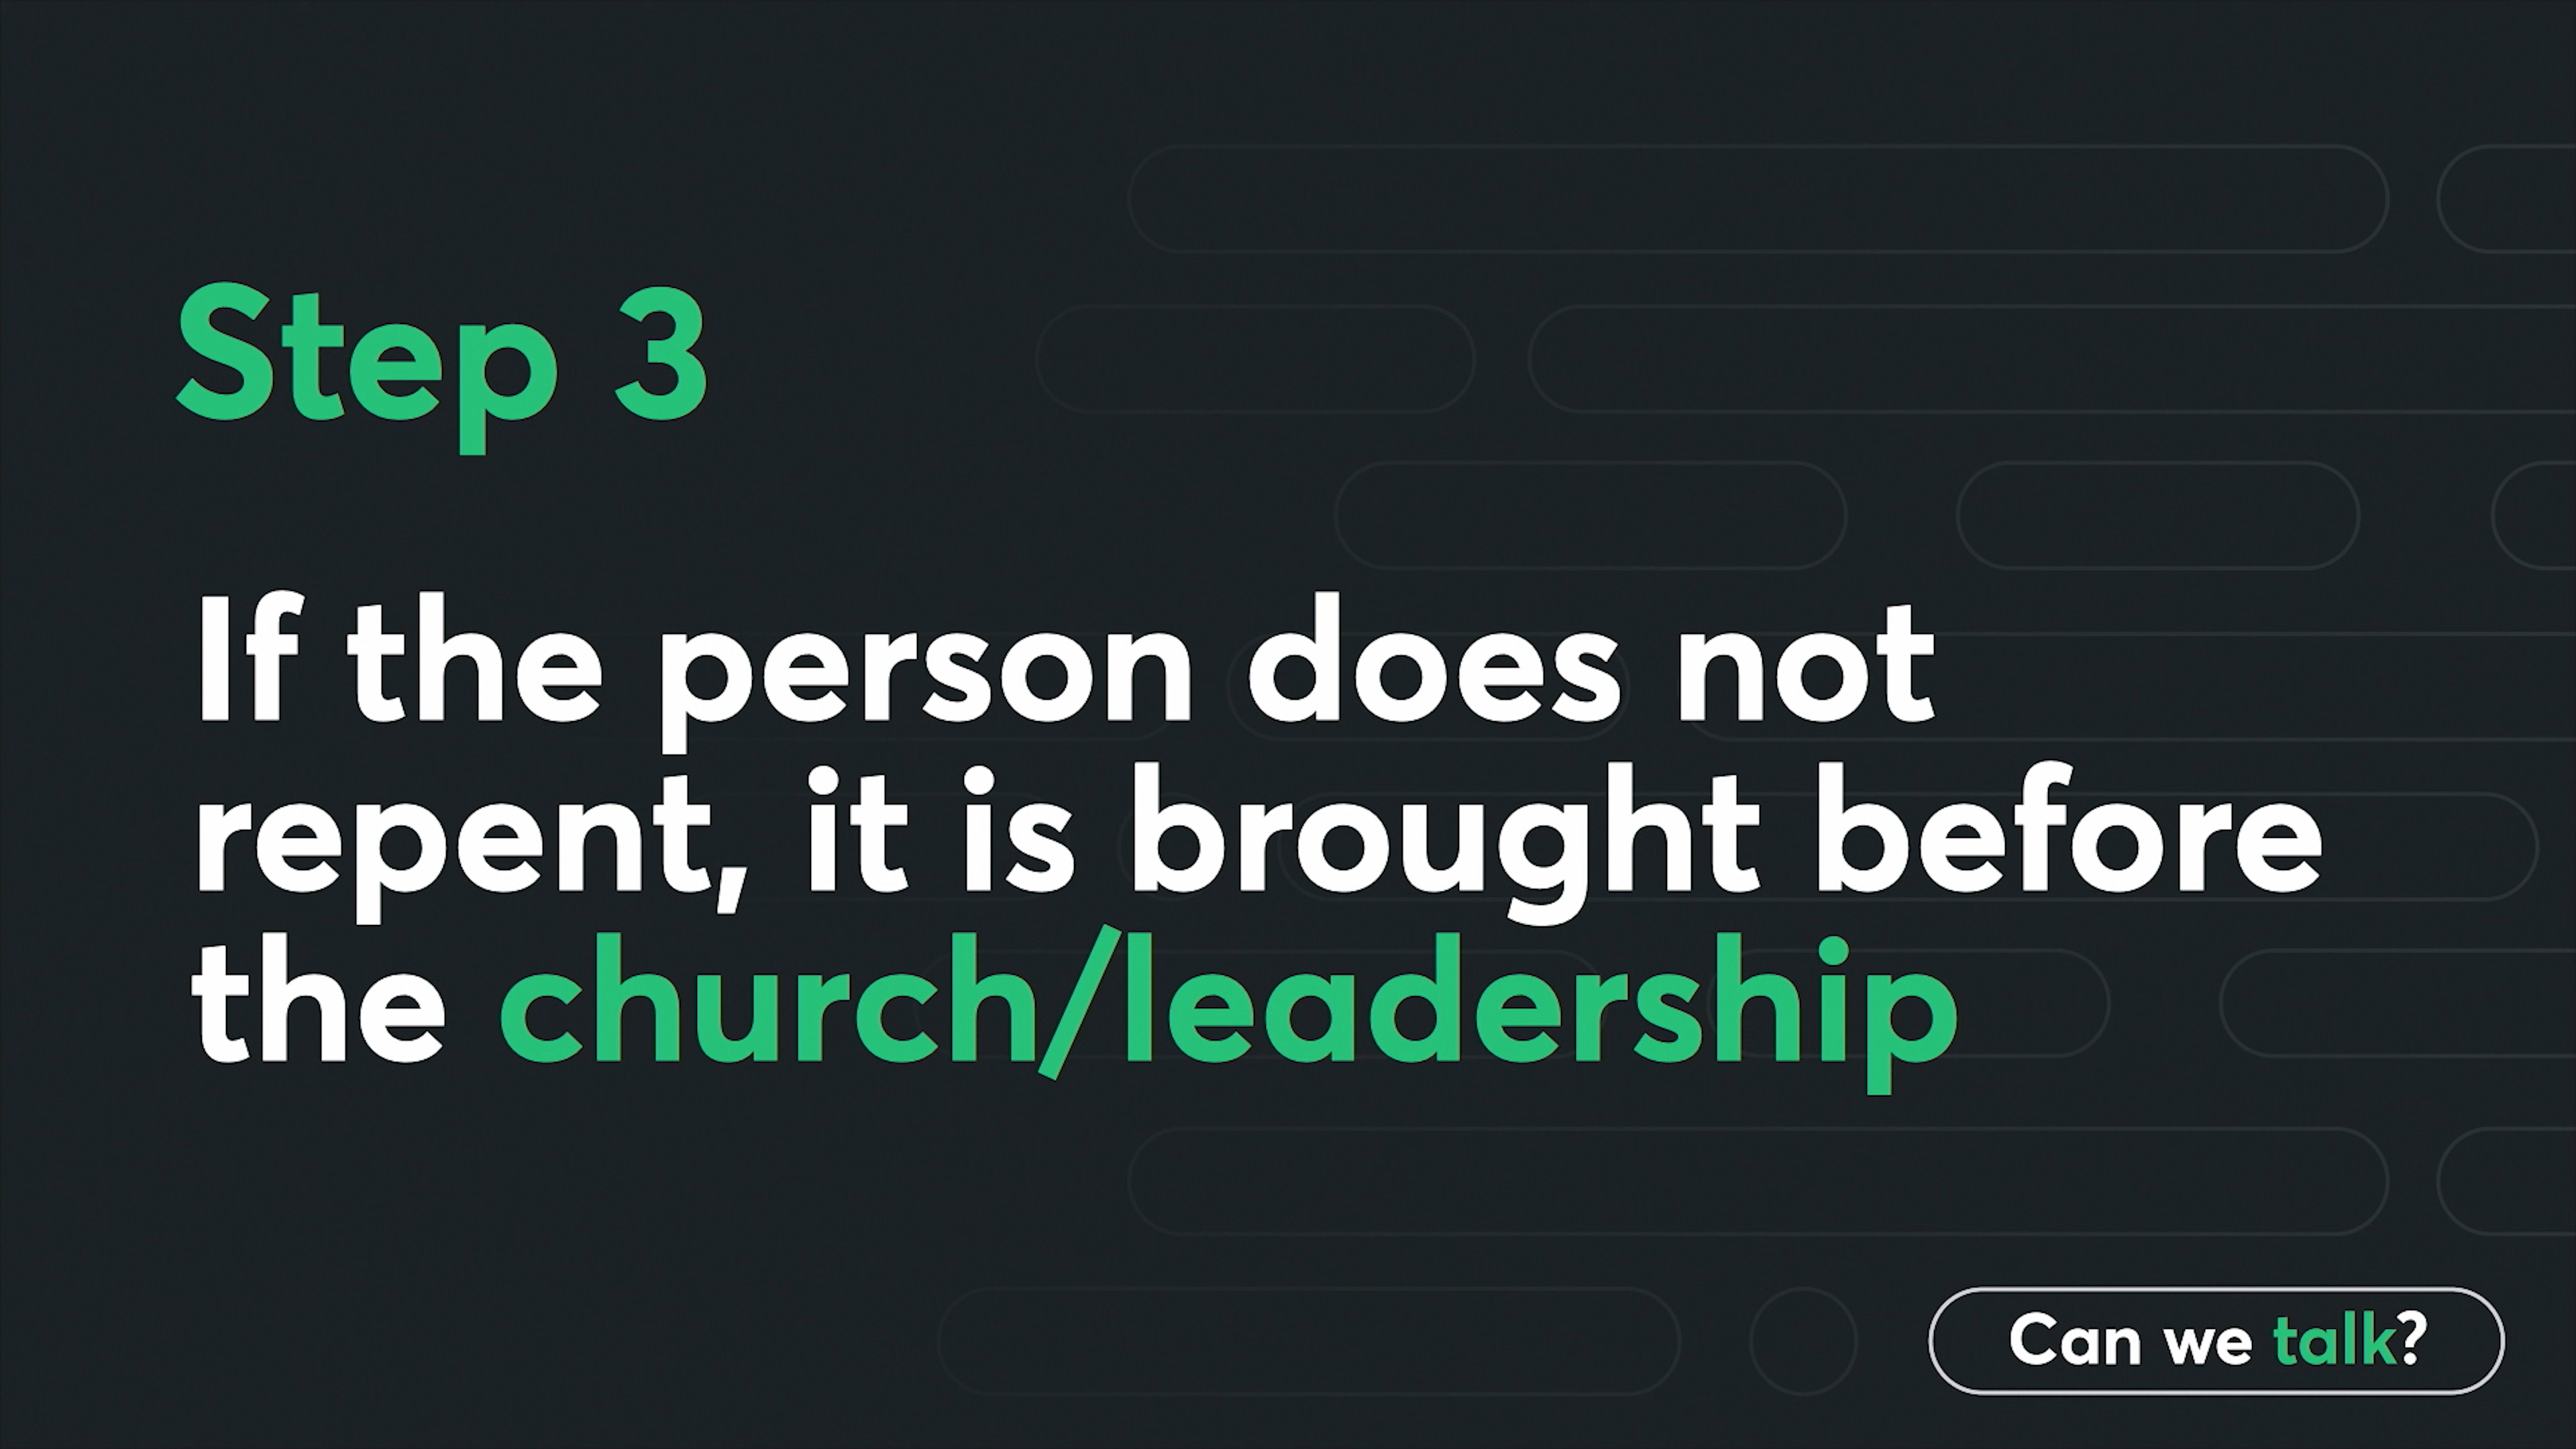 Step 3
If the person does not
repent, it is brought before
the church/leadership
Can we talk?